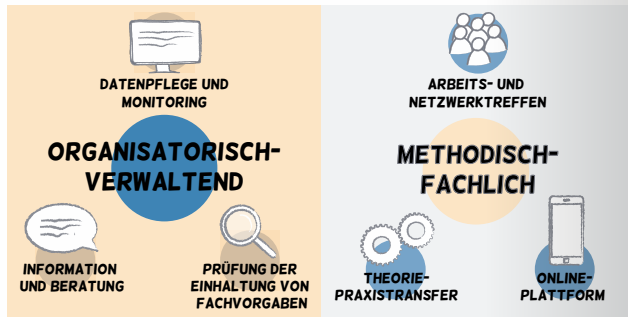 DATENPFLEGE UND
MONITORING
ORGANISATORISCH-
VERWALTEND
INFORMATION
UND BERATUNG
PRÜFUNG DER
EINHALTUNG VON
FACHVORGABEN
ARBEITS- UND
NETZWERKTREFFEN
METHODISCH-
FACHLICH
THEORIE-
PRAXISTRANSFER
ONLINE-
PLATTFORM